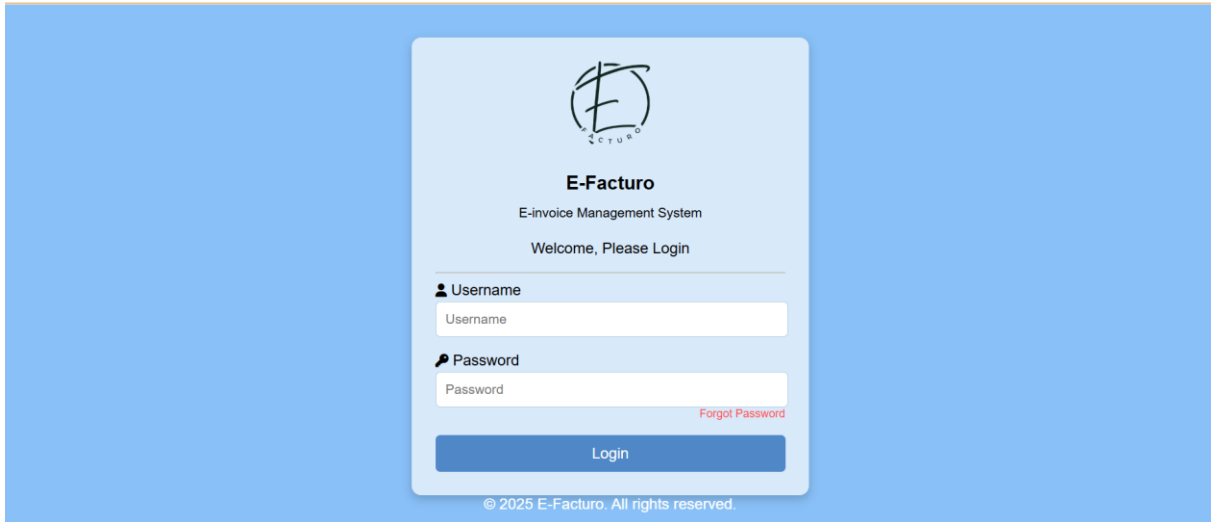 E
FACTURO
E-Facturo
E-invoice Management System
Welcome, Please Login
Username
Username
Password
Password
Forgot Password
Login
© 2025 E-Facturo. All rights reserved.